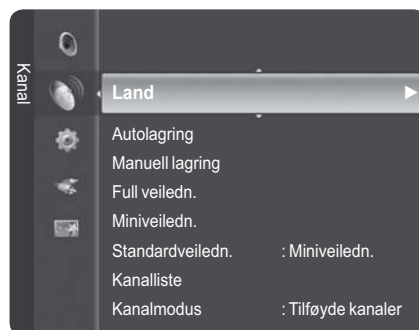 Kanal
Land
Autolagring
Manuell lagring
Full veiledn.
Miniveiledn.
Standardveiledn. : Miniveiledn.
Kanalliste
Kanalmodus : Tilføyde kanaler